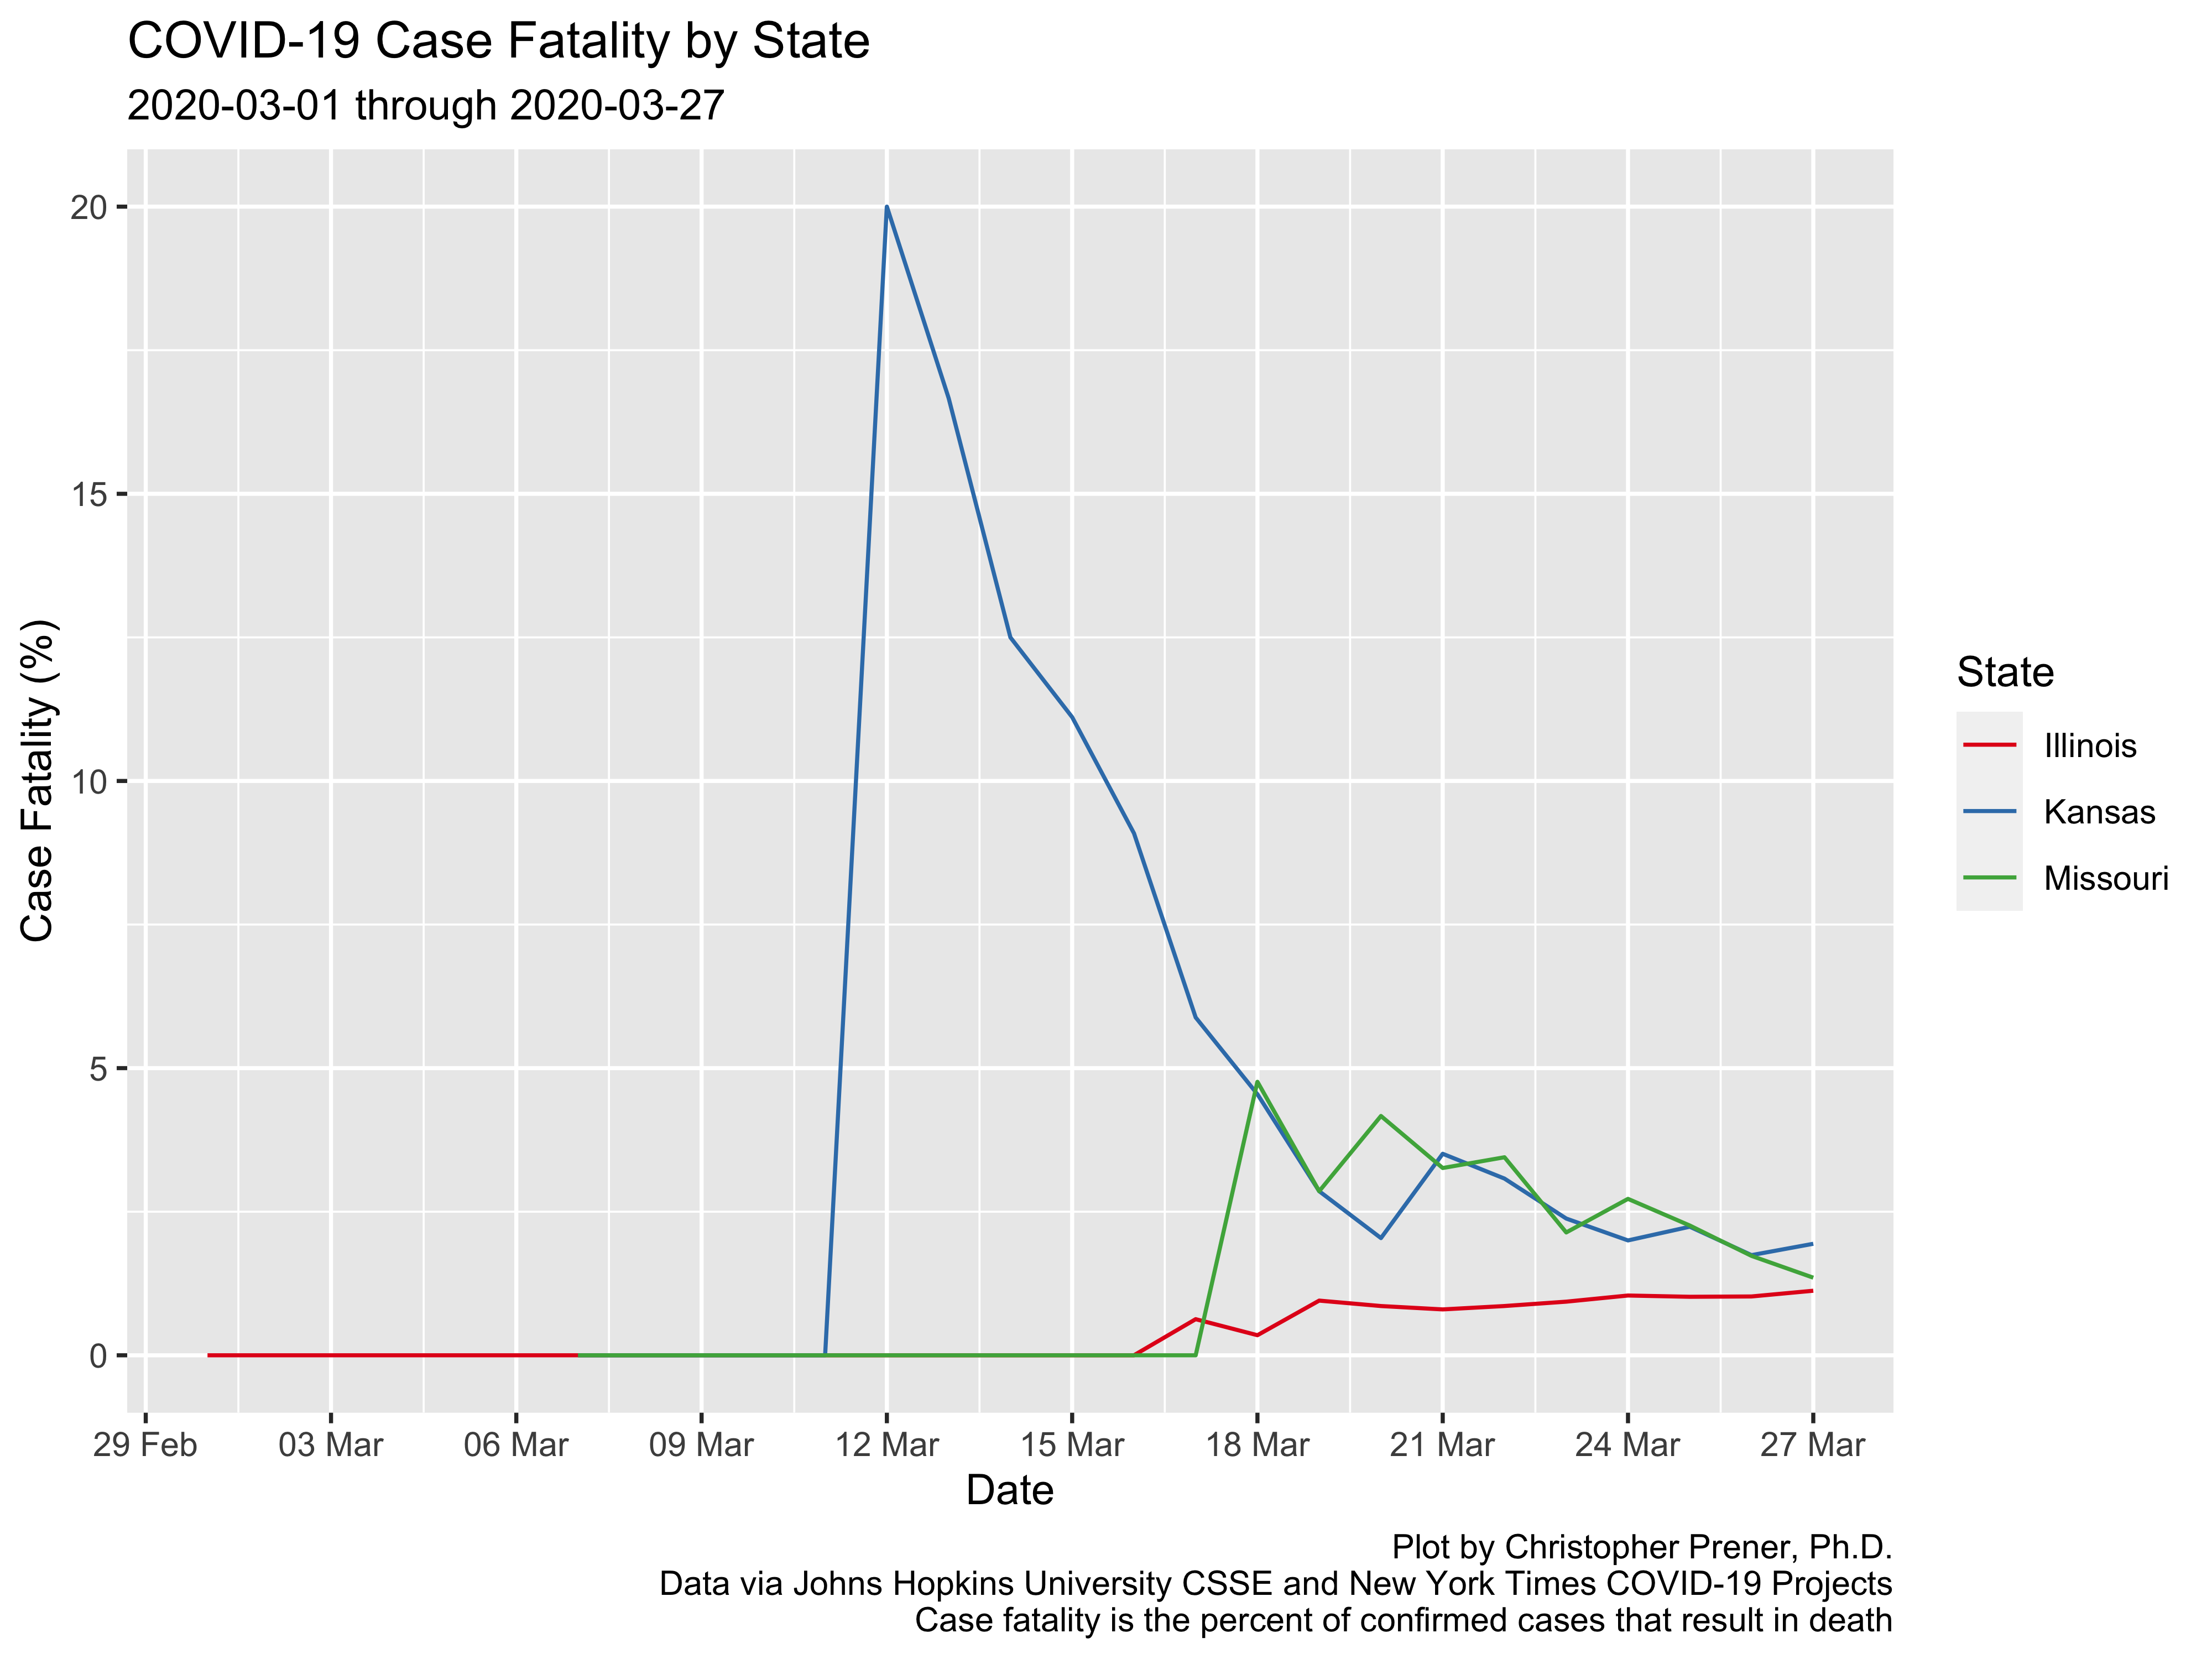 COVID-19 Case Fatality by State
2020-03-01 through 2020-03-27
Case Fatality (%)
20
15
10
5
0
29 Feb
03 Mar
06 Mar
09 Mar
12 Mar
15 Mar
18 Mar
21 Mar
24 Mar
27 Mar
Date
State
Illinois
Kansas
Missouri
Plot by Christopher Prener, Ph.D.
Data via Johns Hopkins University CSSE and New York Times COVID-19 Projects
Case fatality is the percent of confirmed cases that result in death